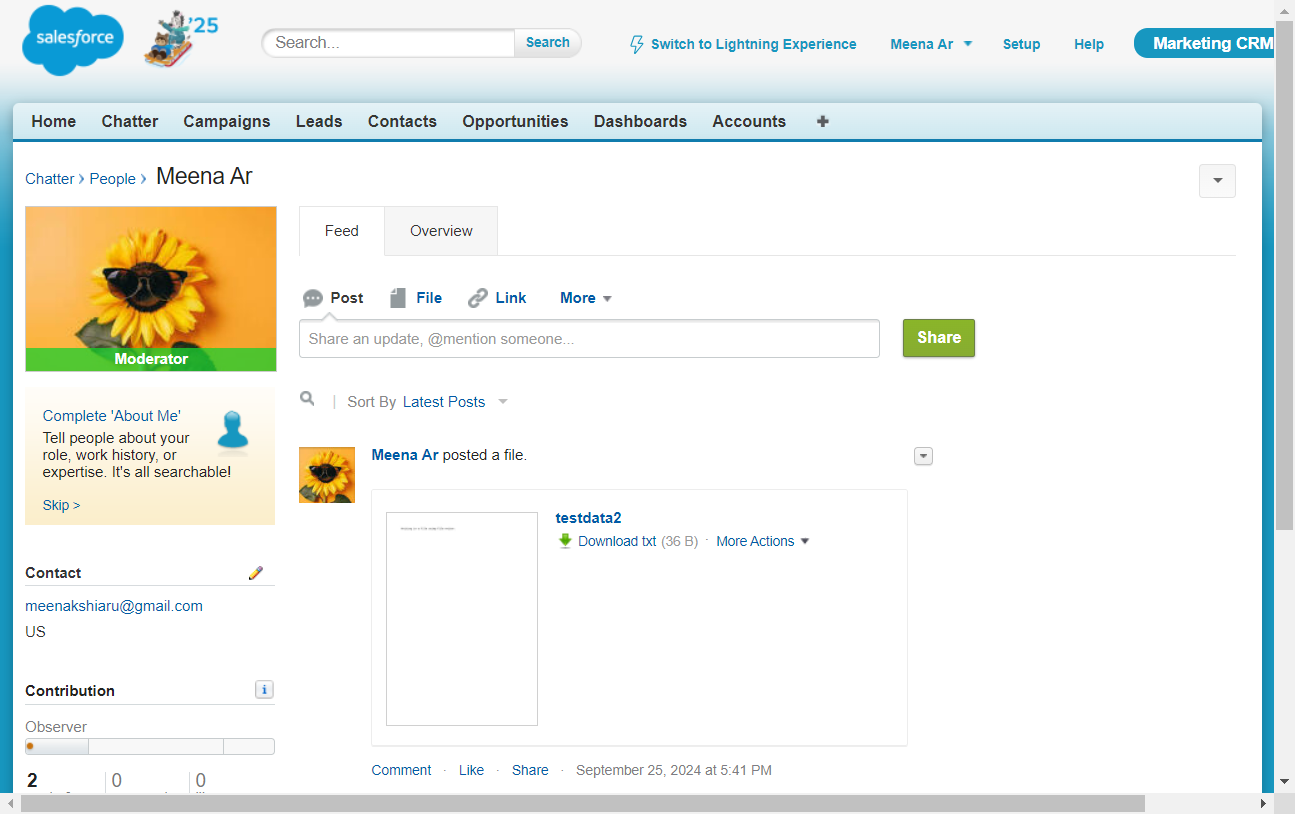 salesforce
'25
Search...
Search
Switch to Lightning Experience
Meena Ar
Setup
Help
Marketing CRM
Home
Chatter
Campaigns
Leads
Contacts
Opportunities
Dashboards
Accounts
Chatter › People › Meena Ar
Moderator
Feed
Overview
Post
File
Link
More
Share an update, @mention someone...
Share
Sort By Latest Posts
Complete 'About Me'
Tell people about your
role, work history, or
expertise. It's all searchable!
Skip >
Meena Ar posted a file.
testdata2
Download txt (36 B) · More Actions
Contact
meenakshiaru@gmail.com
US
Contribution
Observer
2
0
0
Comment · Like · Share · September 25, 2024 at 5:41 PM